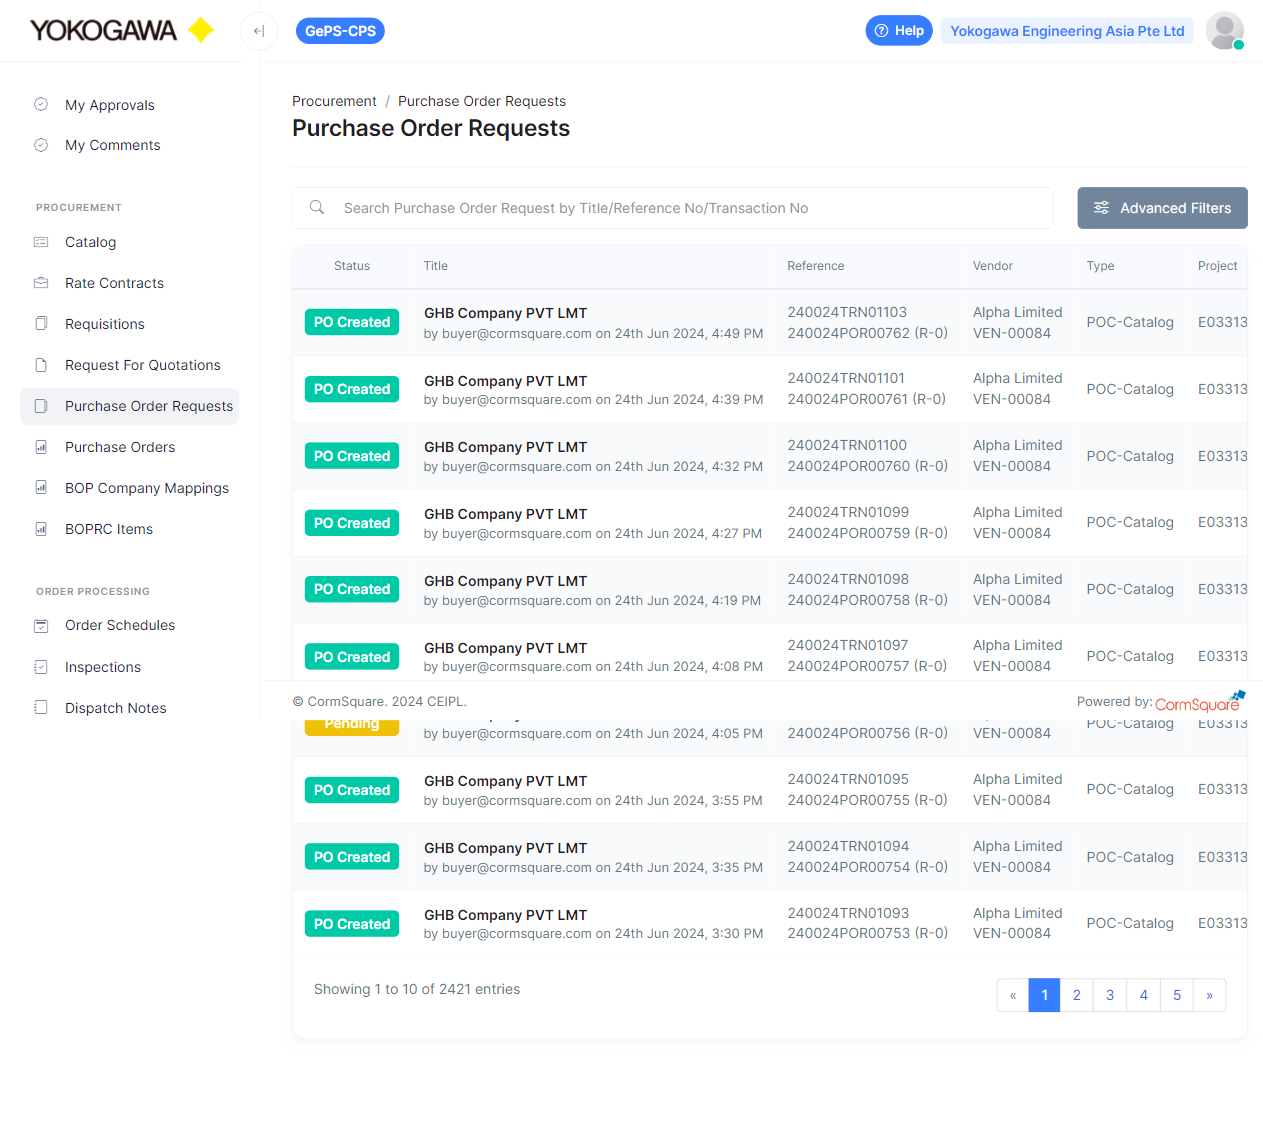 YOKOGAWA
GePS-CPS
Help
Yokogawa Engineering Asia Pte Ltd
My Approvals
My Comments
PROCUREMENT
Catalog
Rate Contracts
Requisitions
Request For Quotations
Purchase Order Requests
Purchase Orders
BOP Company Mappings
BOPRC Items
ORDER PROCESSING
Order Schedules
Inspections
Dispatch Notes
Procurement / Purchase Order Requests
Purchase Order Requests
Search Purchase Order Request by Title/Reference No/Transaction No
Advanced Filters
Status Title Reference Vendor Type Project
PO Created
GHB Company PVT LMT
by buyer@cormsquare.com on 24th Jun 2024, 4:49 PM
240024TRN01103
240024POR00762 (R-0)
Alpha Limited
VEN-00084
POC-Catalog
E03313
PO Created
GHB Company PVT LMT
by buyer@cormsquare.com on 24th Jun 2024, 4:39 PM
240024TRN01101
240024POR00761 (R-0)
Alpha Limited
VEN-00084
POC-Catalog
E03313
PO Created
GHB Company PVT LMT
by buyer@cormsquare.com on 24th Jun 2024, 4:32 PM
240024TRN01100
240024POR00760 (R-0)
Alpha Limited
VEN-00084
POC-Catalog
E03313
PO Created
GHB Company PVT LMT
by buyer@cormsquare.com on 24th Jun 2024, 4:27 PM
240024TRN01099
240024POR00759 (R-0)
Alpha Limited
VEN-00084
POC-Catalog
E03313
PO Created
GHB Company PVT LMT
by buyer@cormsquare.com on 24th Jun 2024, 4:19 PM
240024TRN01098
240024POR00758 (R-0)
Alpha Limited
VEN-00084
POC-Catalog
E03313
PO Created
GHB Company PVT LMT
by buyer@cormsquare.com on 24th Jun 2024, 4:08 PM
240024TRN01097
240024POR00757 (R-0)
Alpha Limited
VEN-00084
POC-Catalog
E03313
© CormSquare. 2024 CEIPL.
Powered by: CormSquare
Pending
by buyer@cormsquare.com on 24th Jun 2024, 4:05 PM
240024POR00756 (R-0)
VEN-00084
POC-Catalog
E03313
PO Created
GHB Company PVT LMT
by buyer@cormsquare.com on 24th Jun 2024, 3:55 PM
240024TRN01095
240024POR00755 (R-0)
Alpha Limited
VEN-00084
POC-Catalog
E03313
PO Created
GHB Company PVT LMT
by buyer@cormsquare.com on 24th Jun 2024, 3:35 PM
240024TRN01094
240024POR00754 (R-0)
Alpha Limited
VEN-00084
POC-Catalog
E03313
PO Created
GHB Company PVT LMT
by buyer@cormsquare.com on 24th Jun 2024, 3:30 PM
240024TRN01093
240024POR00753 (R-0)
Alpha Limited
VEN-00084
POC-Catalog
E03313
Showing 1 to 10 of 2421 entries
« 1 2 3 4 5 »